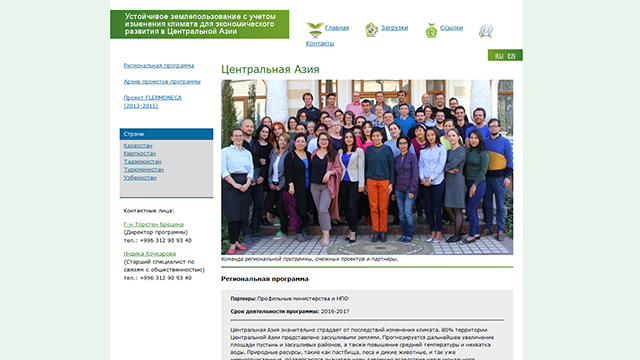 Устойчивое землепользование с учетом
изменения климата для экономического
развития в Центральной Азии
Главная
Загрузки
Ссылки
Контакты
RU EN
Региональная программа
Архив проектов программы
Проект FLERMONECA
(2013-2015)
Страны
Казахстан
Кыргызстан
Таджикистан
Туркменистан
Узбекистан
Контактные лица:
Г-н Торстен Брецина
(Директор программы)
тел.: +996 312 90 93 40
Индика Кочкарова
(Старший специалист по
связям с общественностью)
тел.: +996 312 90 93 40
Центральная Азия
Команда региональной программы, смежных проектов и партнеры.
Региональная программа
Партнеры: Профильные министерства и НПО
Срок деятельности программы: 2016-2017
Центральная Азия значительно страдает от последствий изменения климата. 80% территории
Центральной Азии представлено засушливыми землями. Прогнозируется дальнейшее увеличение
площади пустынь и засушливых районов, а также повышение средней температуры и нехватка
воды. Природные ресурсы, такие как пастбища, леса и дикие животные, и так уже